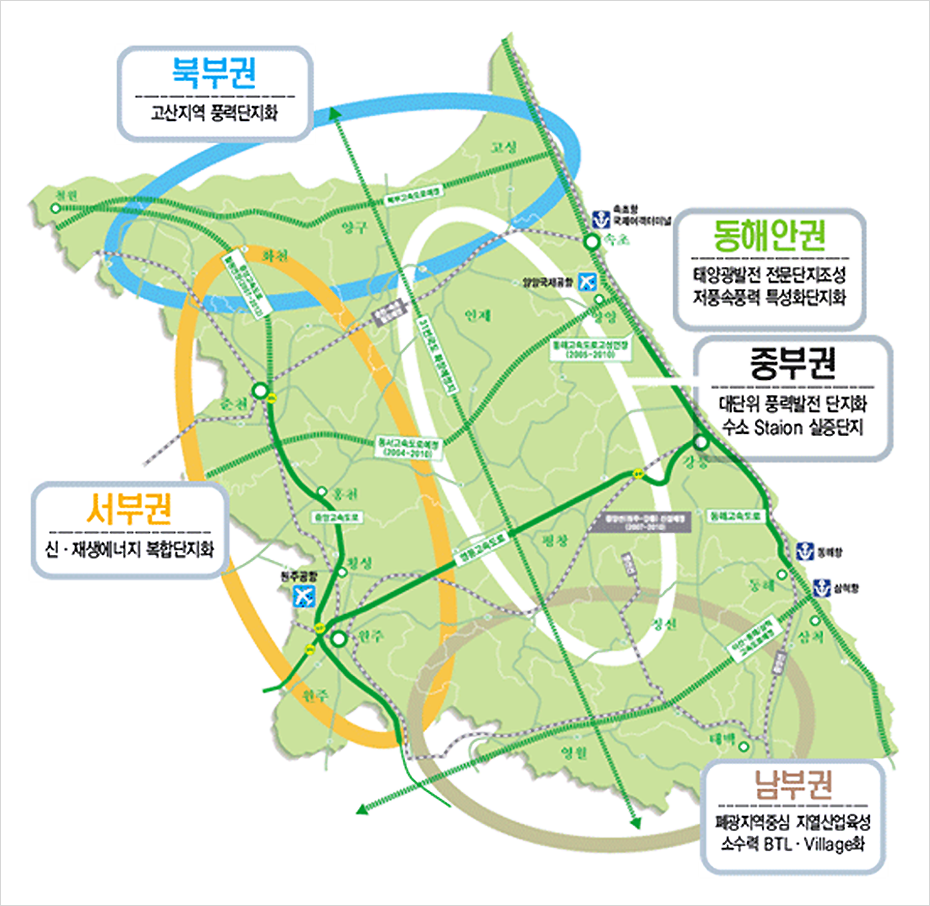 북부권
고산지역 풍력단지화
고성
철원
속초항
국제여객터미널
북부고속도로예정
양구
속초
동해안권
태양광발전 전문단지조성
저풍속풍력 특성화단지화
화천
양양국제공항
양양
인제
동해고속도로고성연장
(2005~2010)
중부권
대단위 풍력발전 단지화
수소 Staion 실증단지
춘천
동서고속도로예정
(2004~2010)
강릉
서부권
신·재생에너지 복합단지화
홍천
중앙고속도로
동해고속도로
영동고속도로
평창
횡성
원주공항
동해항
동해
삼척항
원주
정선
삼척
원주
태백
영월
남부권
폐광지역중심 지열산업육성
소수력 BTL·Village화